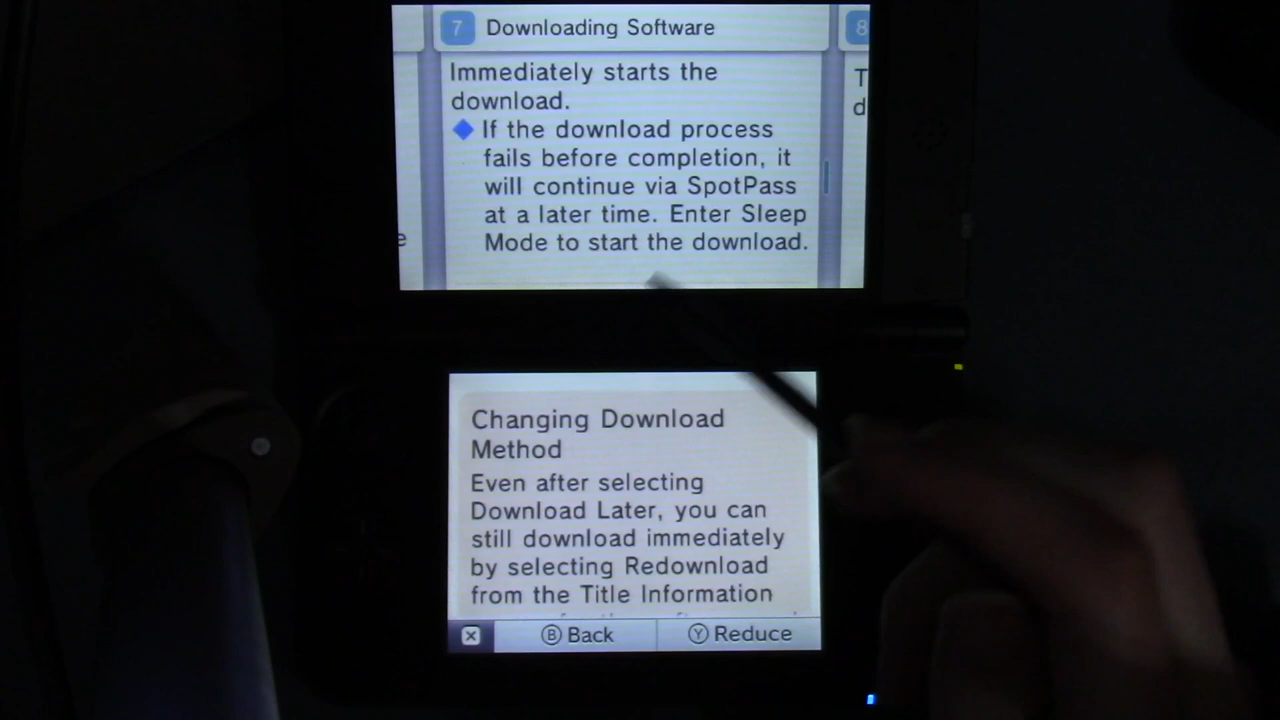 7 Downloading Software
8
Immediately starts the
download.
If the download process
fails before completion, it
will continue via SpotPass
at a later time. Enter Sleep
Mode to start the download.
e
T
d
Changing Download
Method
Even after selecting
Download Later, you can
still download immediately
by selecting Redownload
from the Title Information
X B Back Y Reduce